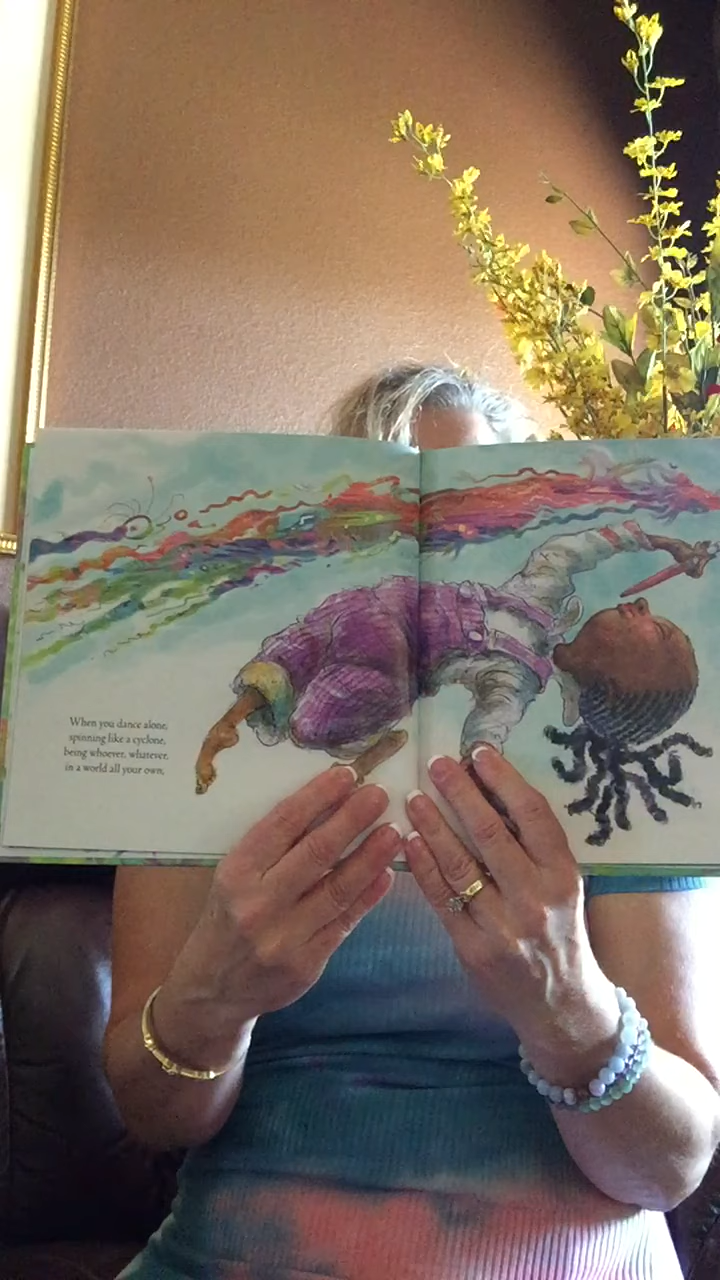 When you dance alone,
spinning like a cyclone,
being whoever, whatever,
in a world all your own,